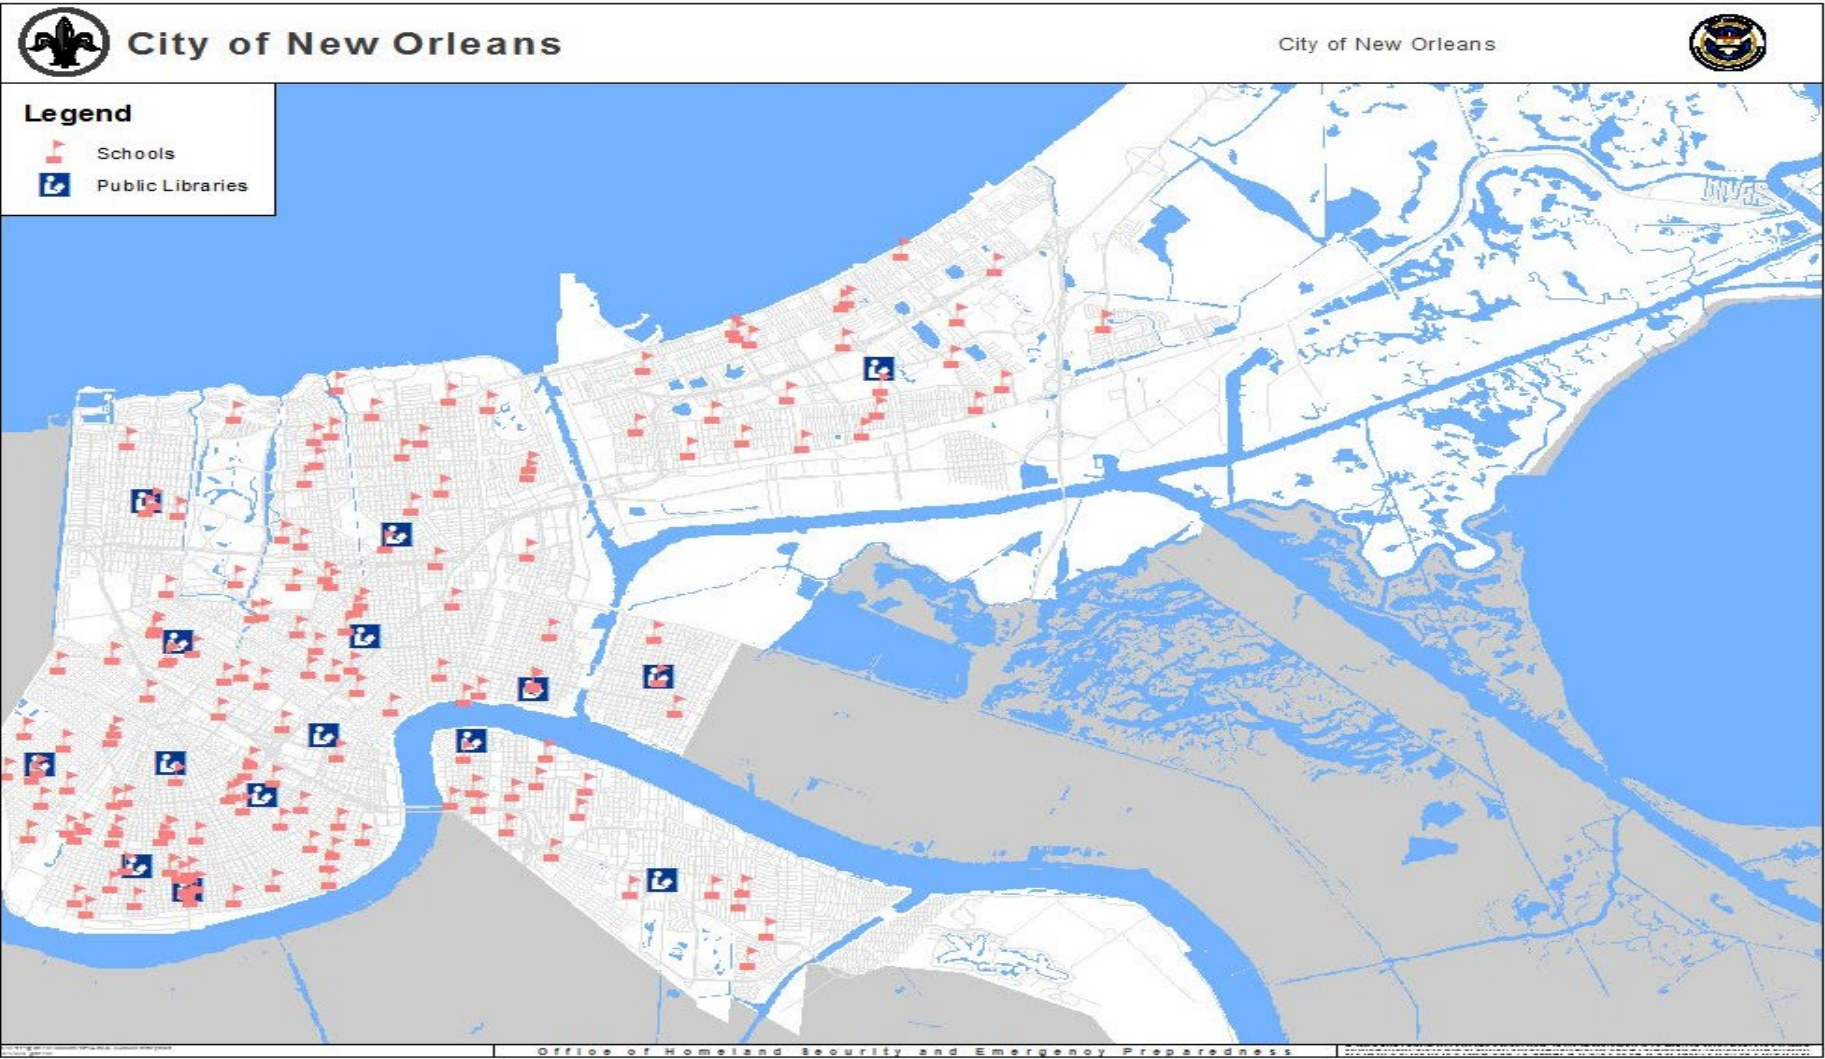 City of New Orleans
City of New Orleans
Legend
Schools
Public Libraries
Office of Homeland Security and Emergency Preparedness